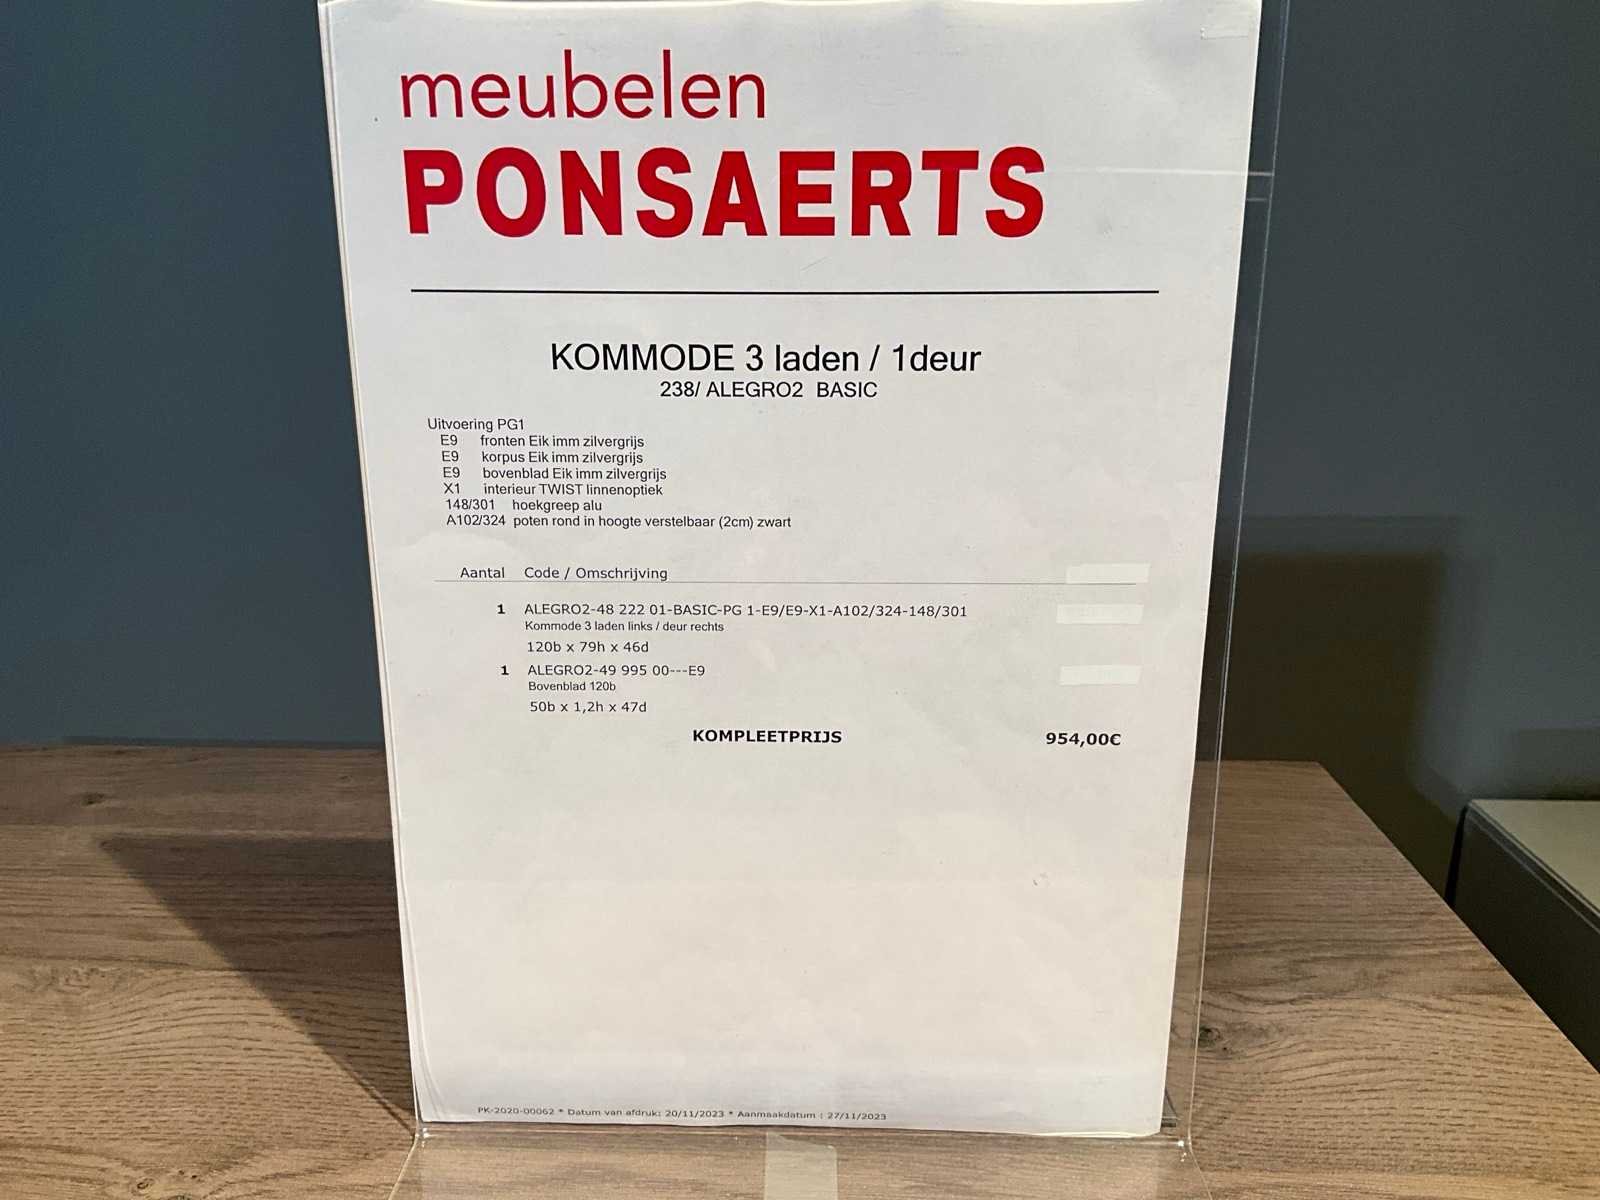 meubelen
PONSAERTS
KOMMODE 3 laden / 1deur
238/ ALEGRO2 BASIC
Uitvoering PG1
E9 fronten Eik imm zilvergrijs
E9 korpus Eik imm zilvergrijs
E9 bovenblad Eik imm zilvergrijs
X1 interieur TWIST linnenoptiek
148/301 hoekgreep alu
A102/324 poten rond in hoogte verstelbaar (2cm) zwart
Aantal Code / Omschrijving
1 ALEGRO2-48 222 01-BASIC-PG 1-E9/E9-X1-A102/324-148/301
Kommode 3 laden links / deur rechts
120b x 79h x 46d
1 ALEGRO2-49 995 00---E9
Bovenblad 120b
50b x 1,2h x 47d
KOMPLEETPRIJS 954,00€
PK-2020-00062 * Datum van afdruk: 20/11/2023 * Aanmaakdatum : 27/11/2023